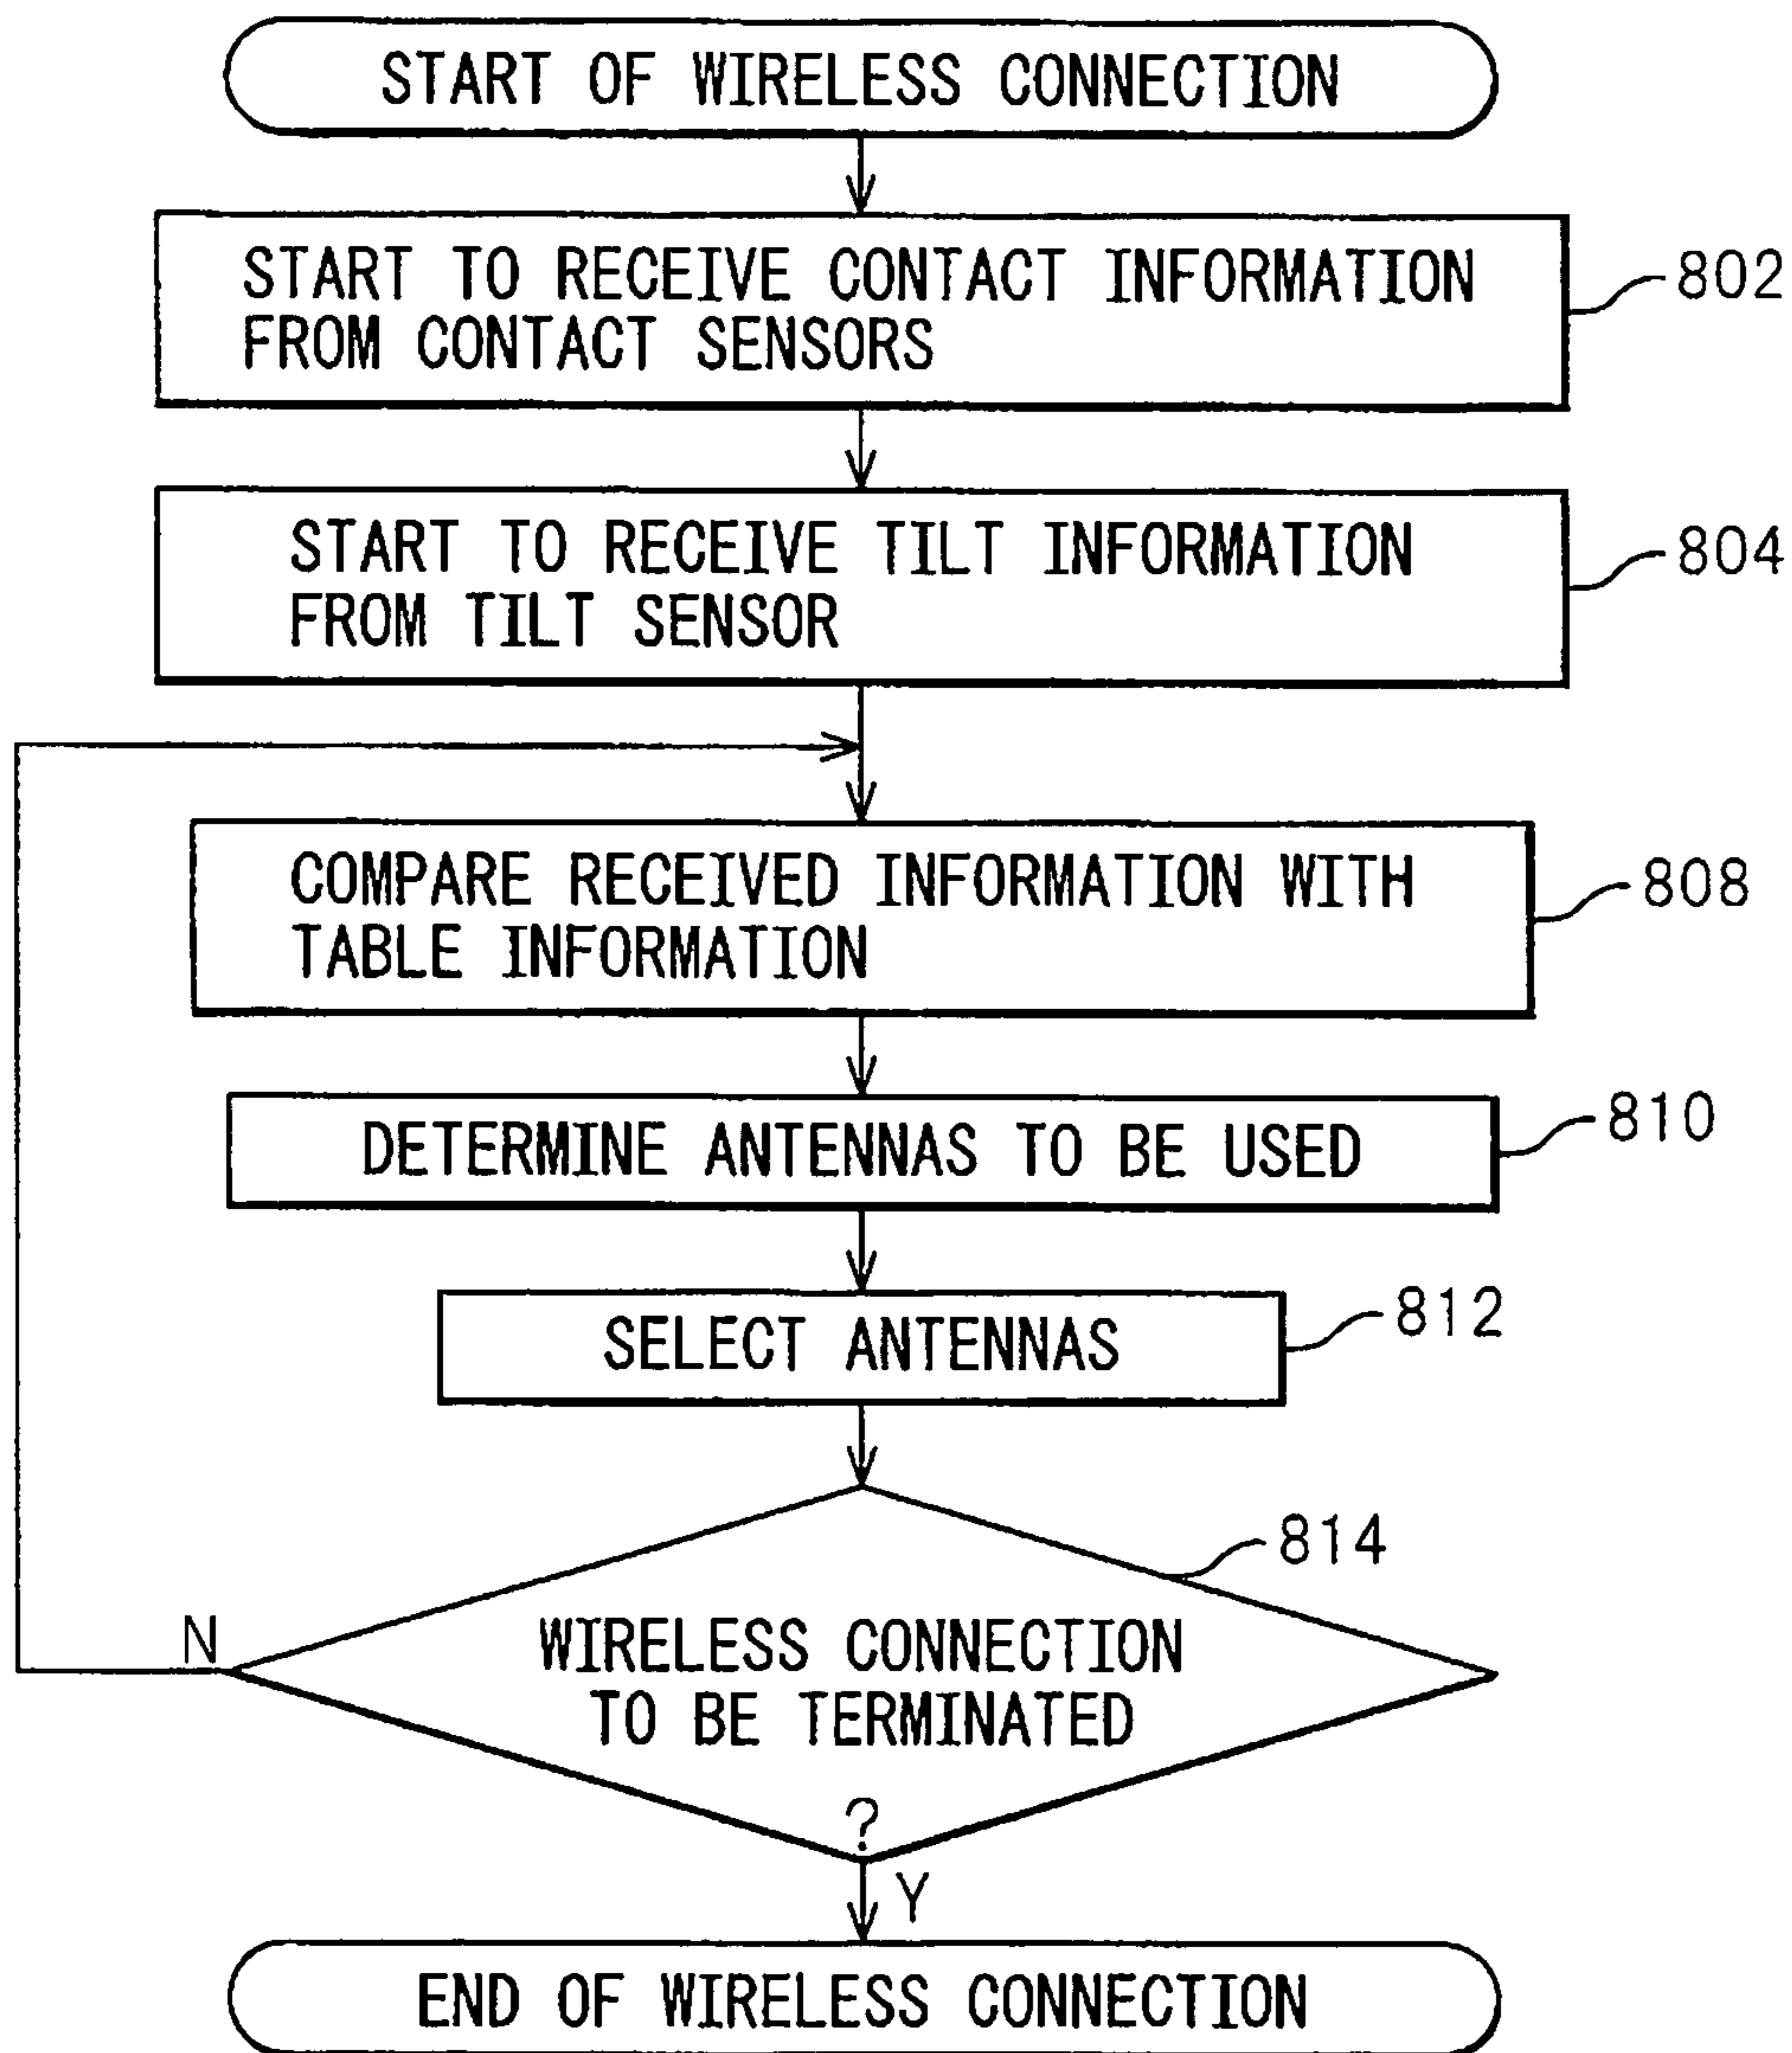 START OF WIRELESS CONNECTION
START TO RECEIVE CONTACT INFORMATION
FROM CONTACT SENSORS
802
START TO RECEIVE TILT INFORMATION
FROM TILT SENSOR
804
COMPARE RECEIVED INFORMATION WITH
TABLE INFORMATION
808
DETERMINE ANTENNAS TO BE USED
810
SELECT ANTENNAS
812
814
N
WIRELESS CONNECTION
TO BE TERMINATED
?
Y
END OF WIRELESS CONNECTION